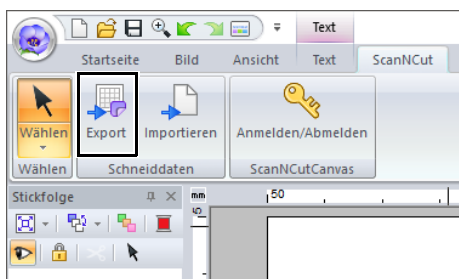 Text
Startseite Bild Ansicht Text ScanNCut
Wählen Export Importieren Anmelden/Abmelden
Wählen Schneiddaten ScanNCutCanvas
Stickfolge mm 50